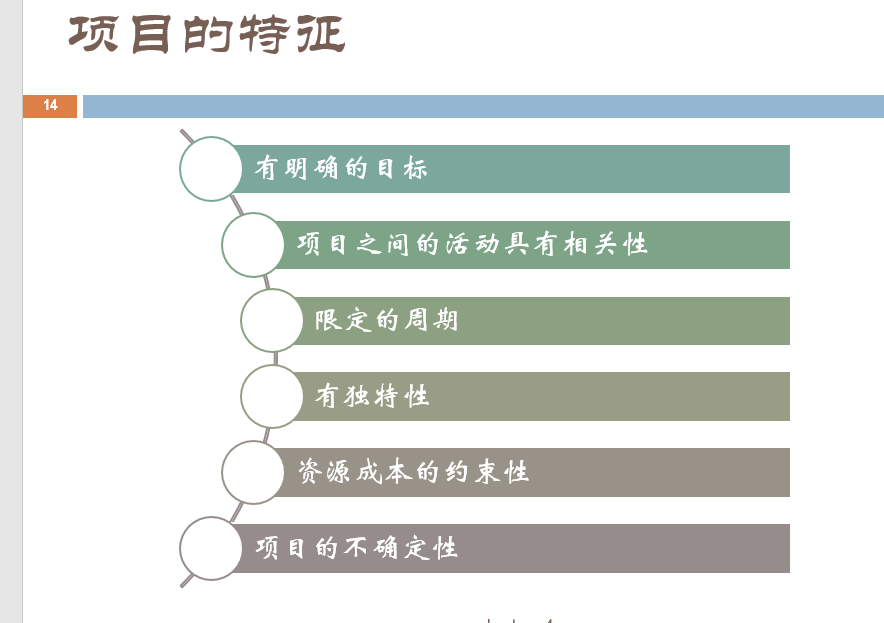 项目的特征
14
有明确的目标
项目之间的活动具有相关性
限定的周期
有独特性
资源成本的约束性
项目的不确定性